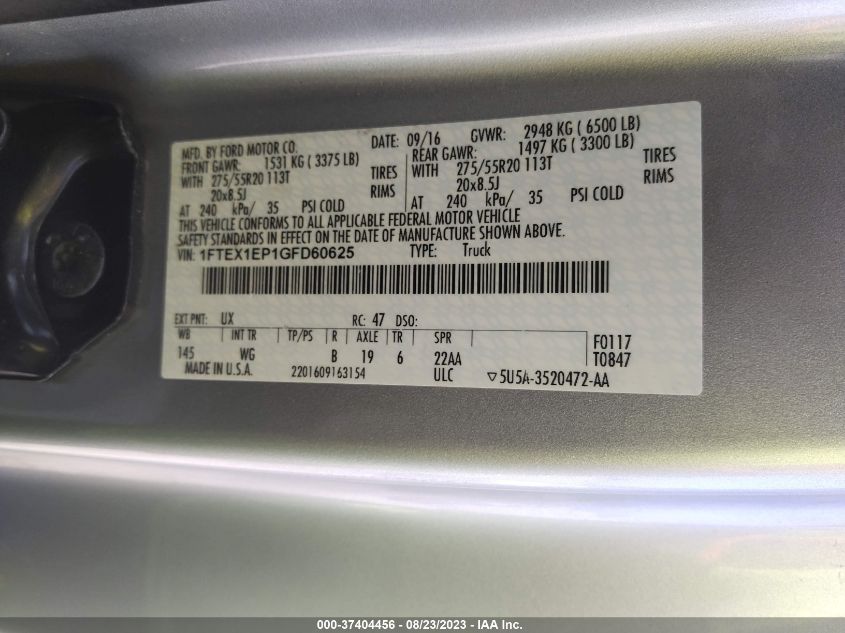 MFD. BY FORD MOTOR CO.
DATE: 09/16 GVWR: 2948 KG ( 6500 LB)
FRONT GAWR: 1531 KG ( 3375 LB)
REAR GAWR: 1497 KG ( 3300 LB)
WITH 275/55R20 113T TIRES
WITH 275/55R20 113T TIRES
20x8.5J RIMS
20x8.5J RIMS
AT 240 kPa/ 35 PSI COLD
AT 240 kPa/ 35 PSI COLD
THIS VEHICLE CONFORMS TO ALL APPLICABLE FEDERAL MOTOR VEHICLE
SAFETY STANDARDS IN EFFECT ON THE DATE OF MANUFACTURE SHOWN ABOVE.
VIN: 1FTEX1EP1GFD60625 TYPE: Truck
EXT PNT: UX RC: 47 DSO:
WB INT TR TP/PS R AXLE TR SPR
F0117
145 WG B 19 6 22AA
T0847
MADE IN U.S.A. 2201609163154 ULC ▽5U5A-3520472-AA
000-37404456 - 08/23/2023 - IAA Inc.